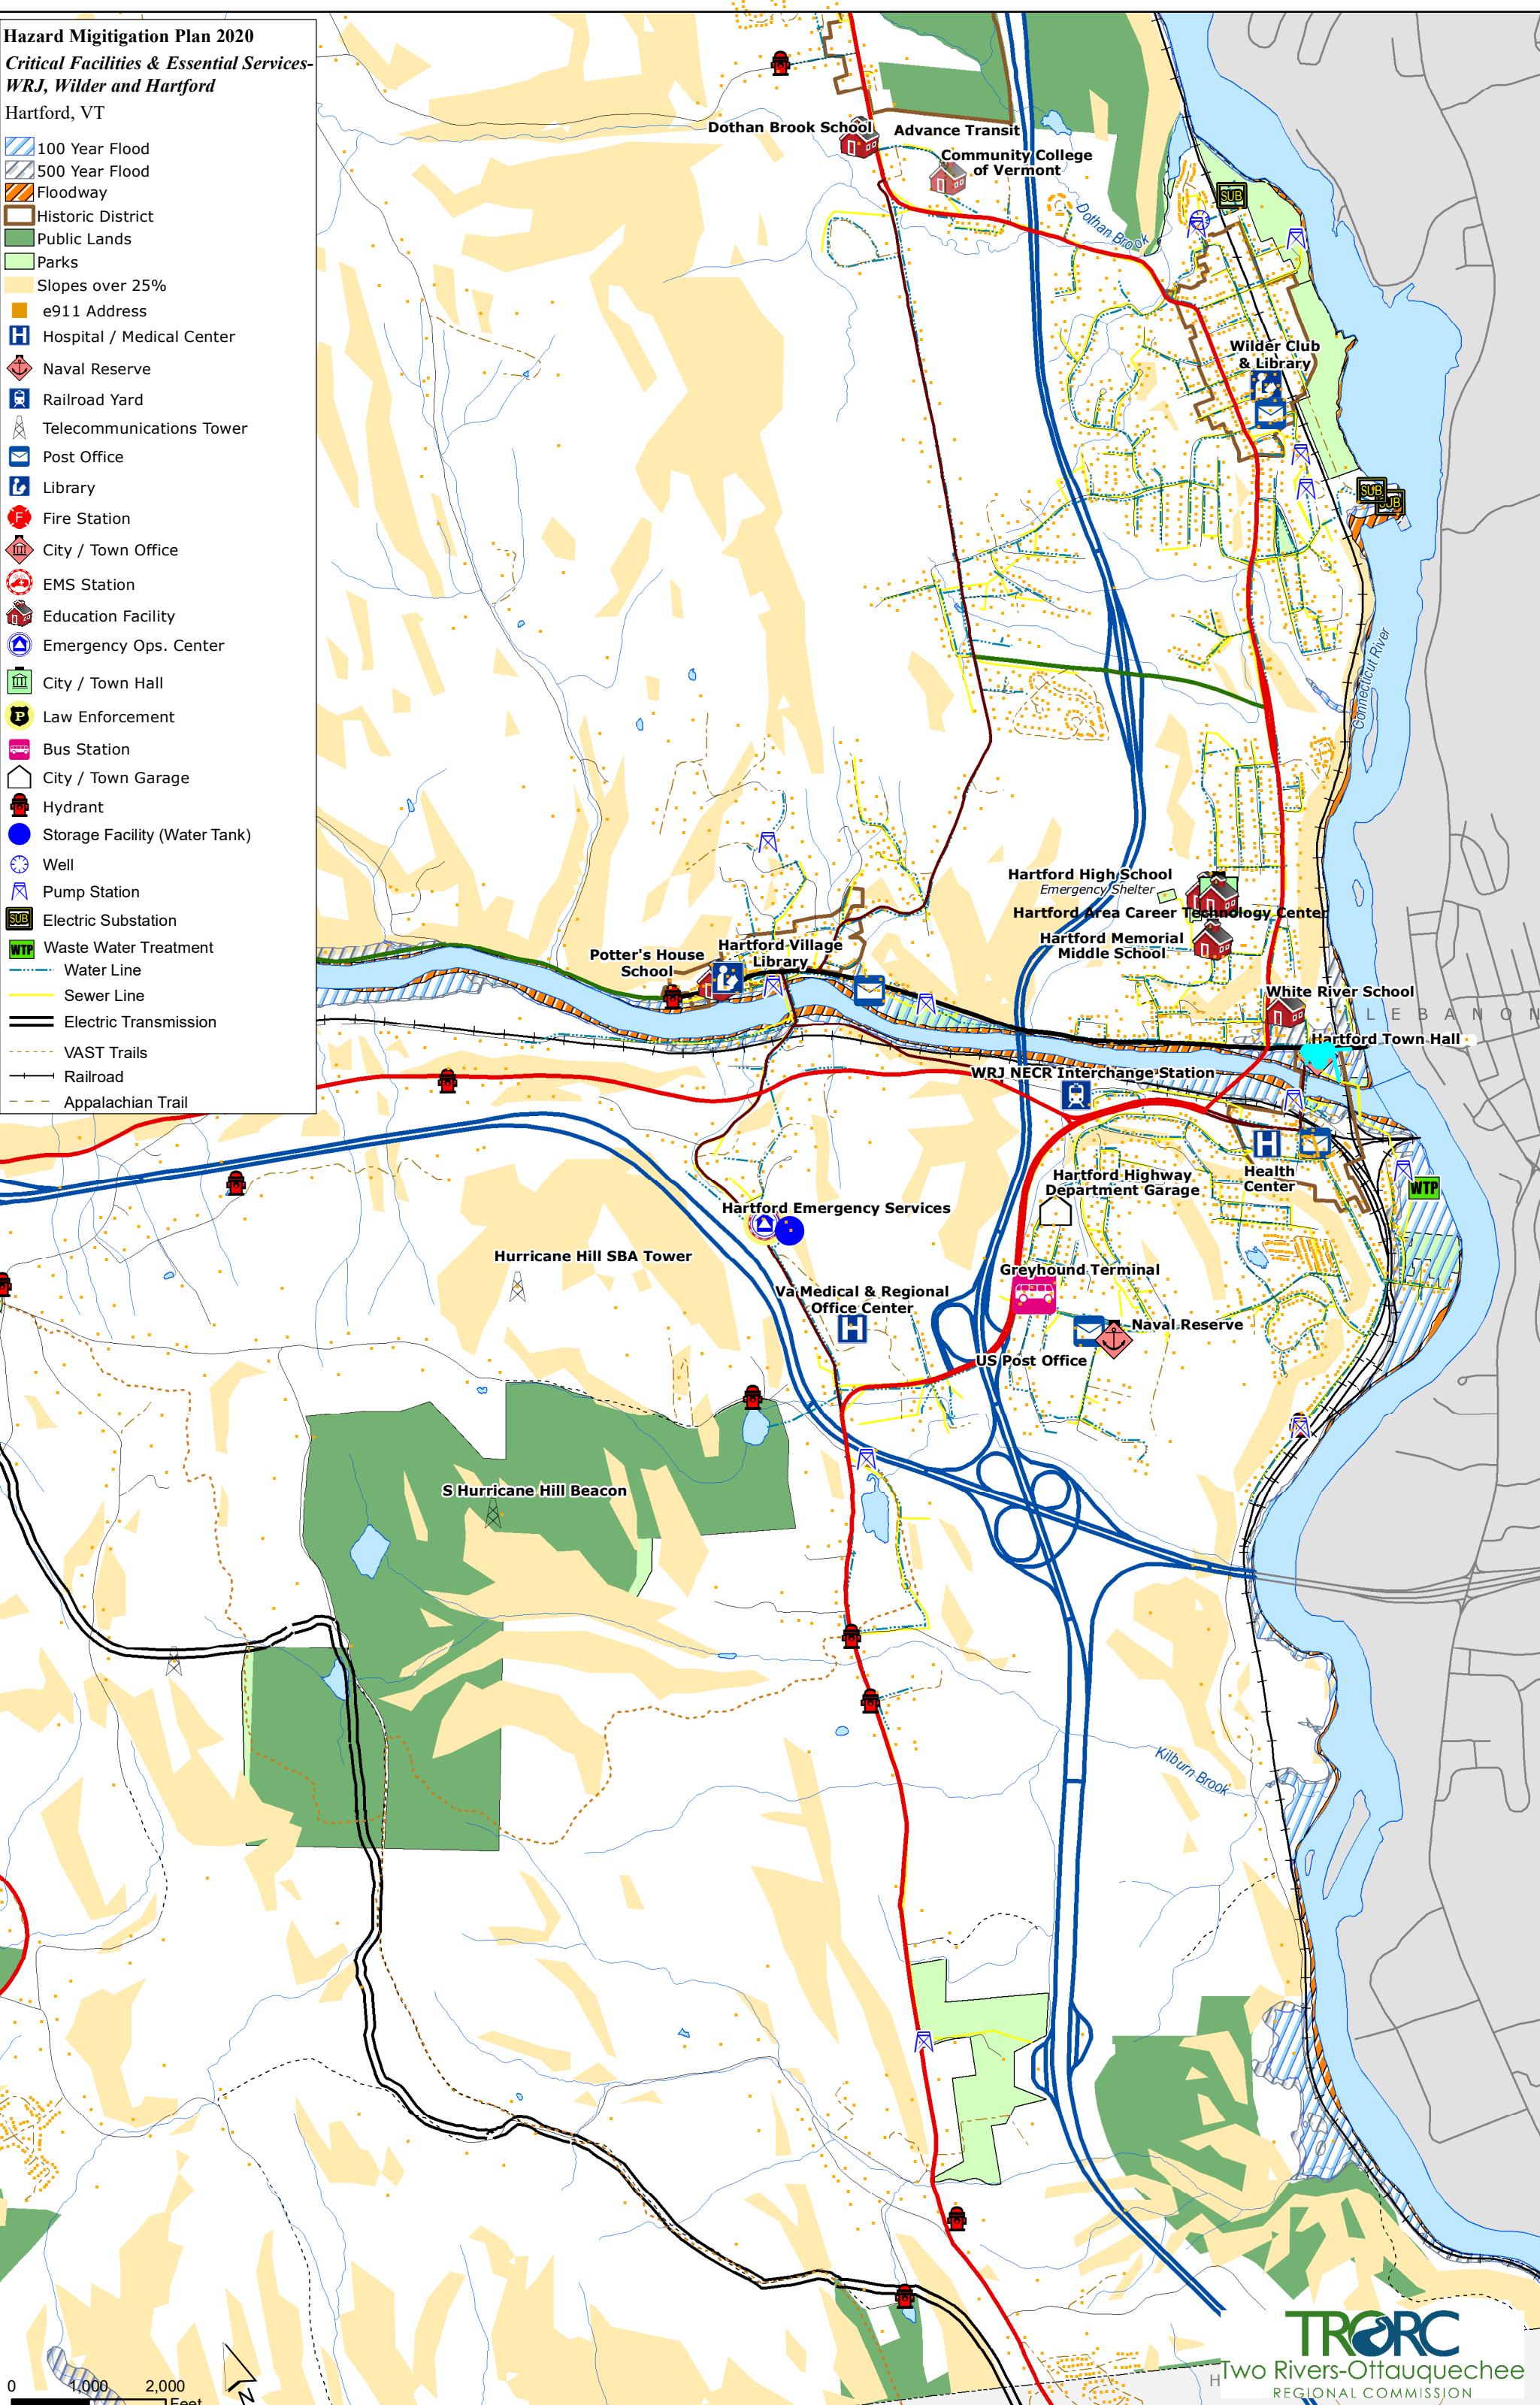 Hazard Migitigation Plan 2020
Critical Facilities & Essential Services-
WRJ, Wilder and Hartford
Hartford, VT
100 Year Flood
500 Year Flood
Floodway
Historic District
Public Lands
Parks
Slopes over 25%
e911 Address
H Hospital / Medical Center
Naval Reserve
Railroad Yard
Telecommunications Tower
Post Office
Library
F Fire Station
City / Town Office
EMS Station
Education Facility
Emergency Ops. Center
City / Town Hall
P Law Enforcement
Bus Station
City / Town Garage
Hydrant
Storage Facility (Water Tank)
Well
Pump Station
SUB Electric Substation
WTP Waste Water Treatment
Water Line
Sewer Line
Electric Transmission
VAST Trails
Railroad
Appalachian Trail
Dothan Brook School
Advance Transit
Community College
of Vermont
SUB
Dothan Brook
Wilder Club
& Library
SUB
SUB
Connecticut River
Hartford High School
Emergency Shelter
Hartford Area Career Technology Center
Hartford Memorial
Middle School
Hartford Village
Library
Potter's House
School
White River School
LEBANON
Hartford Town Hall
WRJ NECR Interchange Station
H
Health
Center
Hartford Highway
Department Garage
WTP
Hartford Emergency Services
Hurricane Hill SBA Tower
Greyhound Terminal
Va Medical & Regional
Office Center
H
Naval Reserve
US Post Office
S Hurricane Hill Beacon
Kilburn Brook
0 1,000 2,000
Feet
N
H
TRORC
Two Rivers-Ottauquechee
REGIONAL COMMISSION